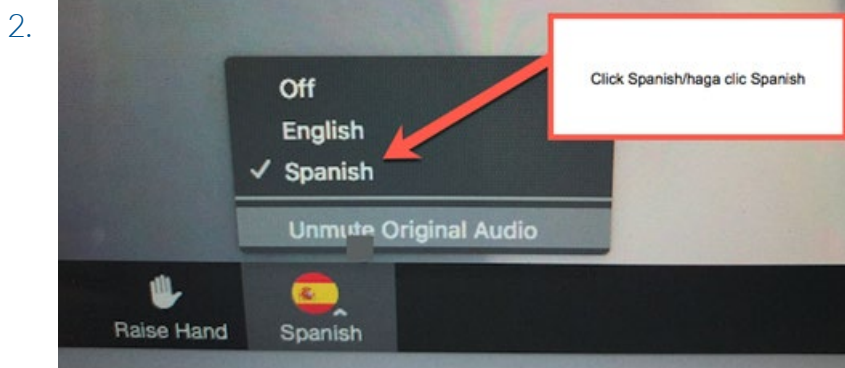 2.
Click Spanish/haga clic Spanish
Off
English
✓ Spanish
Unmute Original Audio
Raise Hand
Spanish